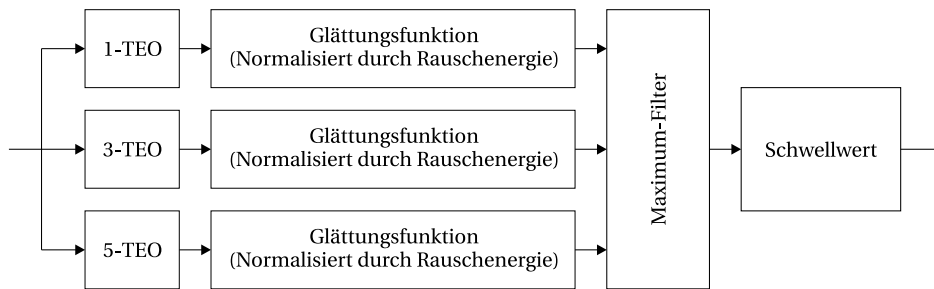 1-TEO
Glättungsfunktion
(Normalisiert durch Rauschenergie)
3-TEO
Glättungsfunktion
(Normalisiert durch Rauschenergie)
5-TEO
Glättungsfunktion
(Normalisiert durch Rauschenergie)
Maximum-Filter
Schwellwert